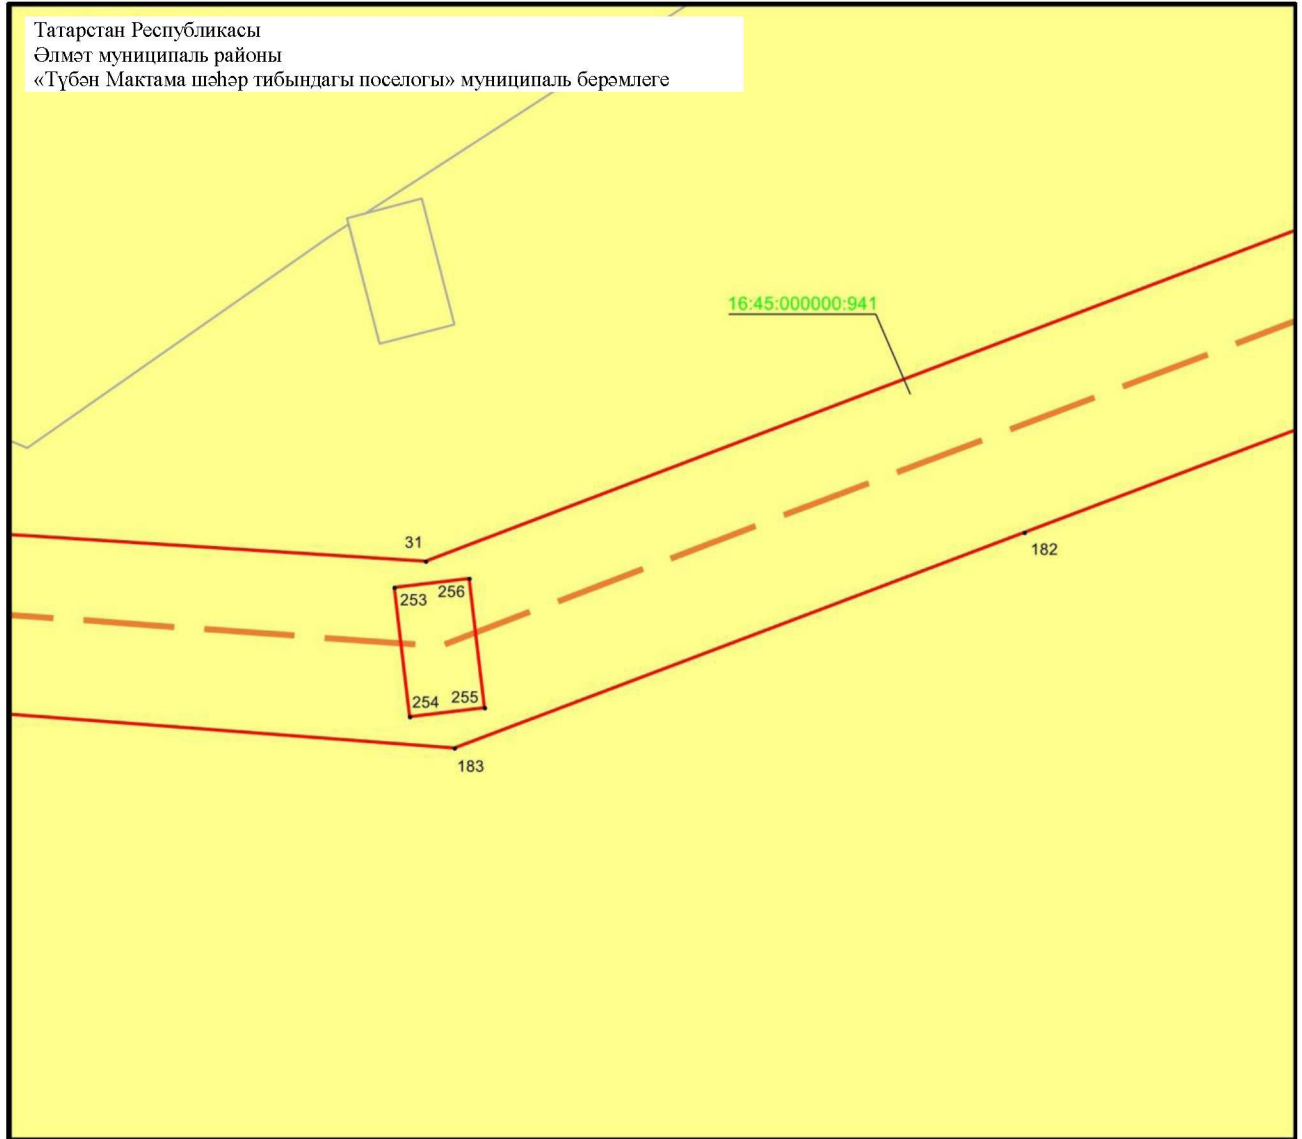 Татарстан Республикасы
Әлмәт муниципаль районы
«Түбән Мактама шәһәр тибындагы поселогы» муниципаль берәмлеге
16:45:000000:941
31
182
256
253
254
255
183